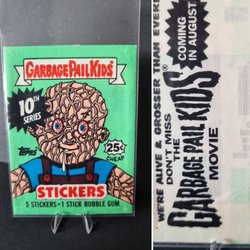 GARBAGE PAIL KIDS
10TH
SERIES
25¢
CHEAP
TOPPS
STICKERS
5 STICKERS • 1 STICK BUBBLE GUM
WE'RE ALIVE & GROSSER THAN EVER!
DON'T MISS
THE
GARBAGE PAIL KIDS
MOVIE
COMING
IN AUGUST